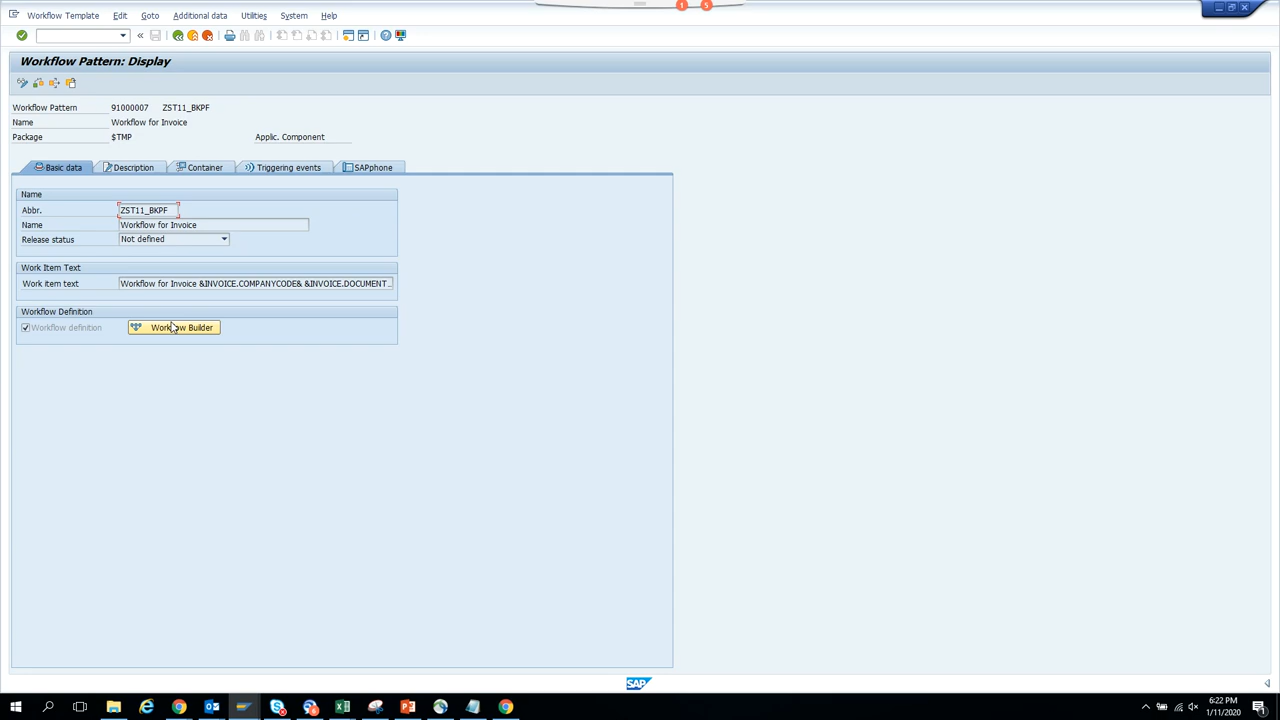 Workflow Template Edit Goto Additional data Utilities System Help
1 5
Workflow Pattern: Display
Workflow Pattern 91000007 ZST11_BKPF
Name Workflow for Invoice
Package $TMP Applic. Component
Basic data Description Container Triggering events SAPphone
Name
Abbr. ZST11_BKPF
Name Workflow for Invoice
Release status Not defined
Work Item Text
Work item text Workflow for Invoice &INVOICE.COMPANYCODE& &INVOICE.DOCUMENT...
Workflow Definition
Workflow definition Workflow Builder
SAP
6:22 PM
1/11/2020